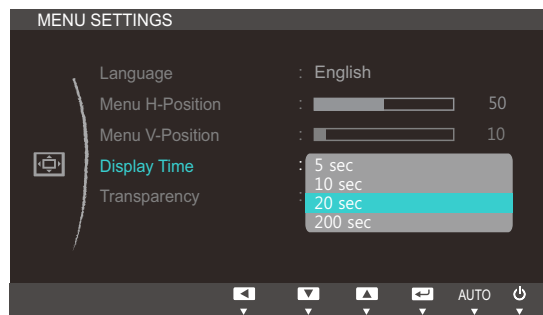 MENU SETTINGS
Language : English
Menu H-Position : 50
Menu V-Position : 10
Display Time : 5 sec
10 sec
Transparency : 20 sec
200 sec
AUTO